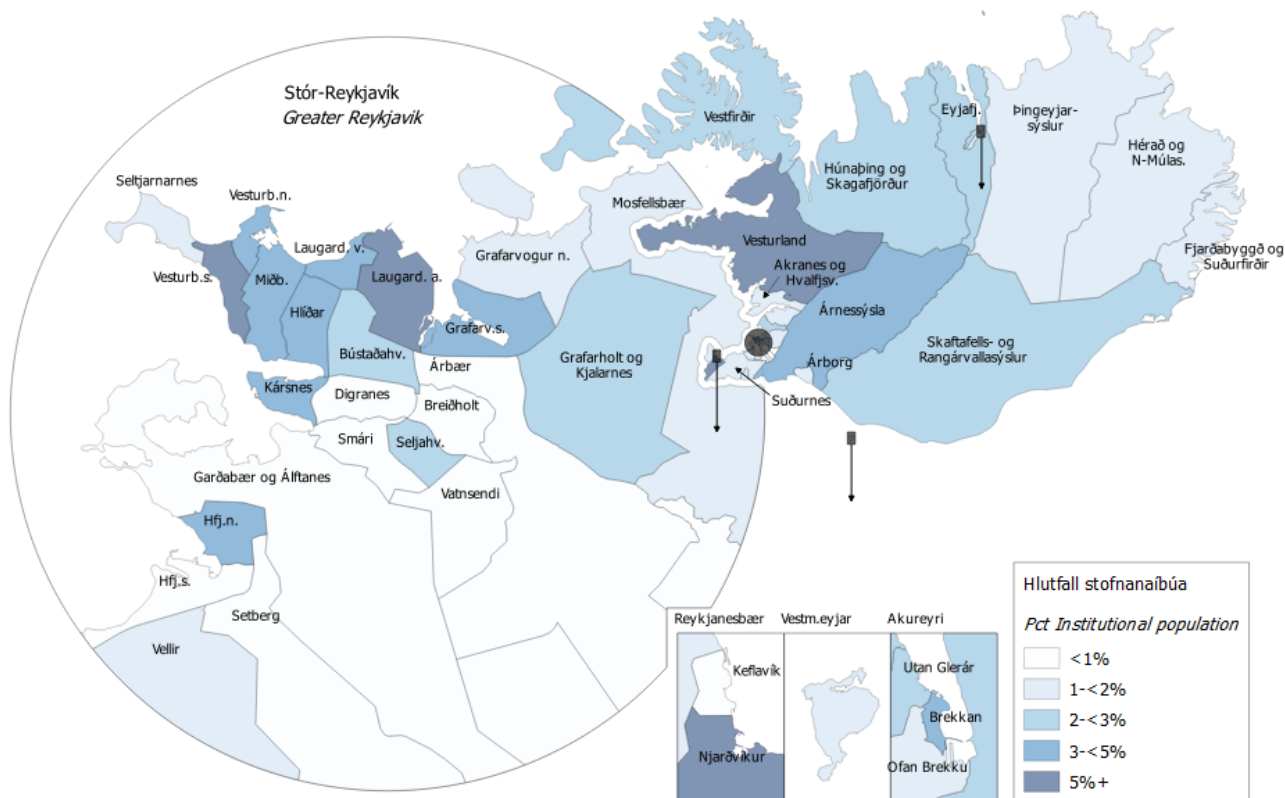 Stór-Reykjavík
Greater Reykjavik
Seltjarnarnes
Vesturb.n.
Vesturb.s.
Miðb.
Laugard. v.
Hlíðar
Laugard. a.
Bústaðahv.
Kársnes
Grafarvogur n.
Mosfellsbær
Grafarv.s.
Árbær
Digranes
Breiðholt
Smári
Seljahv.
Grafarholt og
Kjalarnes
Garðabær og Álftanes
Vatnsendi
Hfj.n.
Hfj.s.
Setberg
Vellir
Vestfirðir
Húnaþing og
Skagafjörður
Eyjafj.
Þingeyjar-
sýslur
Hérað og
N-Múlas.
Fjarðabyggð og
Suðurfirðir
Vesturland
Akranes og
Hvalfjsv.
Árnessýsla
Árborg
Skaftafells- og
Rangárvallasýslur
Suðurnes
Reykjanesbær
Keflavík
Njarðvíkur
Vestm.eyjar
Akureyri
Utan Glerár
Brekkan
Ofan Brekku
Hlutfall stofnanaíbúa
Pct Institutional population
<1%
1-<2%
2-<3%
3-<5%
5%+